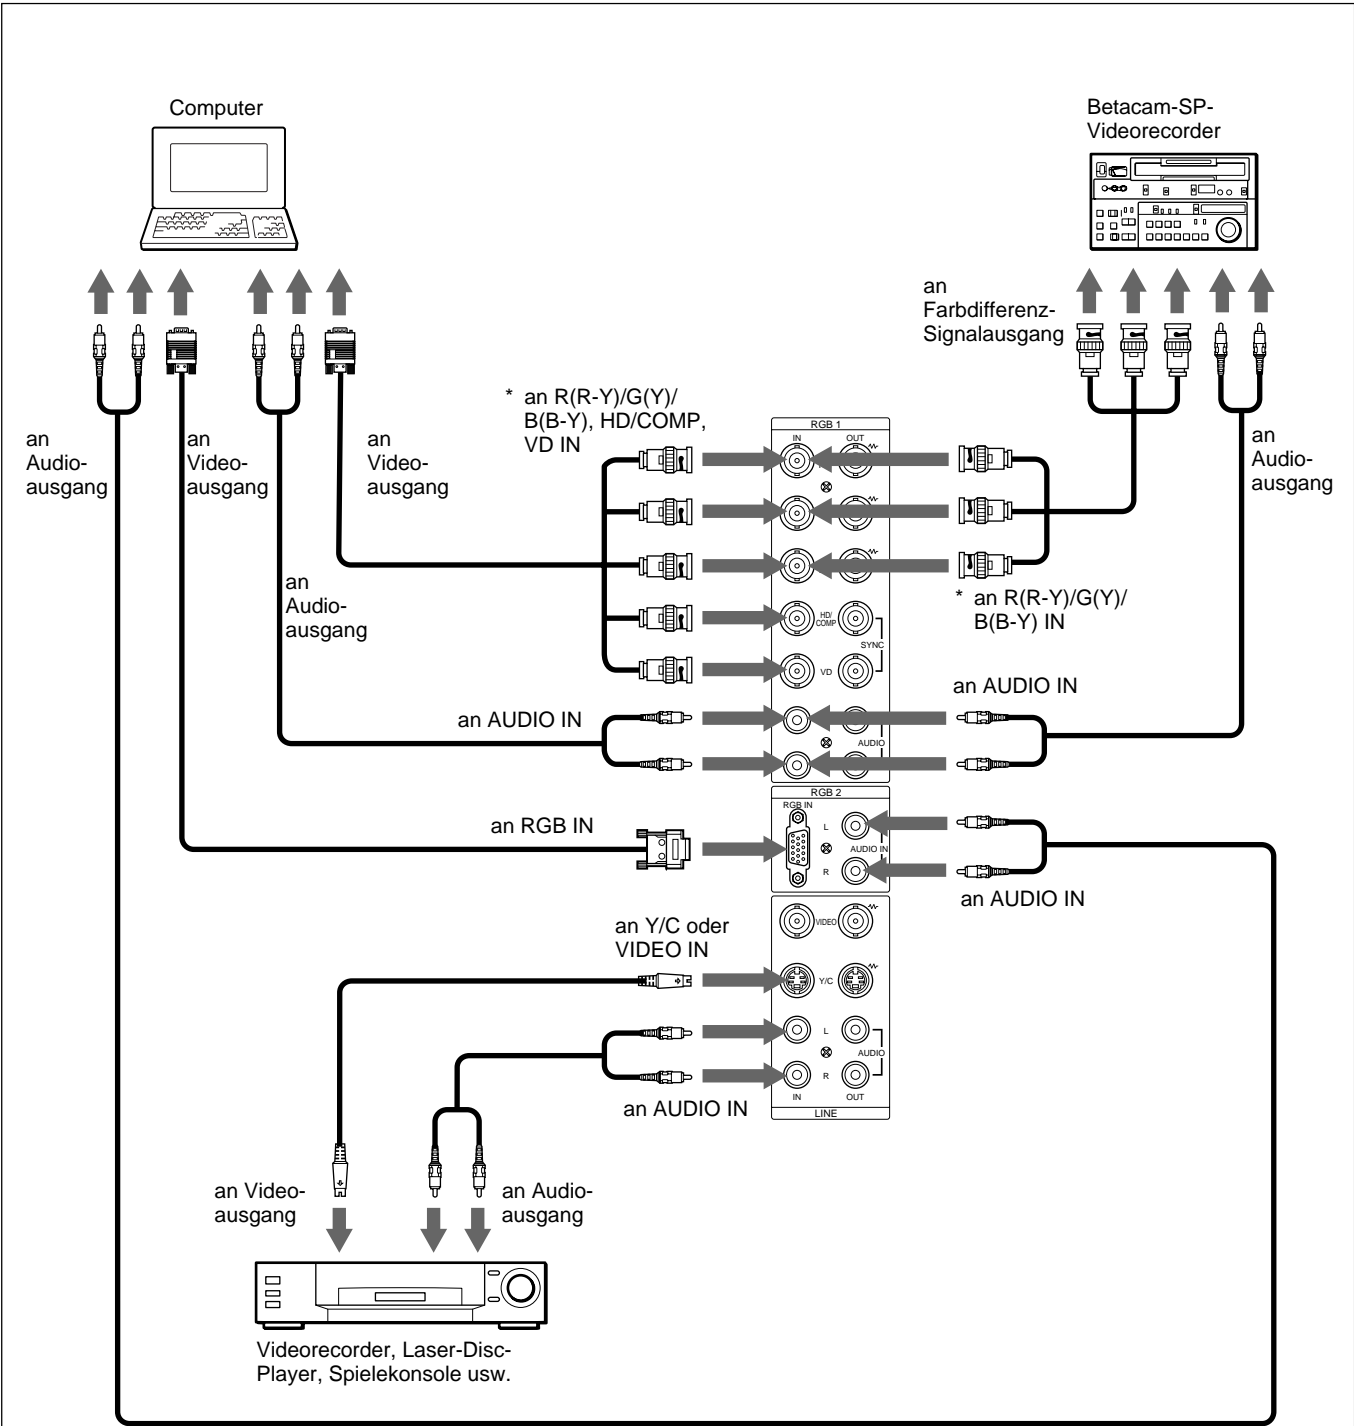 Computer
Betacam-SP-
Videorecorder
an
Farbdifferenz-
Signalausgang
* an R(R-Y)/G(Y)/
B(B-Y), HD/COMP,
VD IN
an
Audio-
ausgang
an
Video-
ausgang
an
Video-
ausgang
an
Audio-
ausgang
an
Audio-
ausgang
RGB 1
IN
OUT
HD/
COMP
SYNC
VD
AUDIO
* an R(R-Y)/G(Y)/
B(B-Y) IN
an AUDIO IN
an AUDIO IN
RGB 2
RGB IN
L
AUDIO IN
R
an RGB IN
an AUDIO IN
an Y/C oder
VIDEO IN
VIDEO
Y/C
L
AUDIO
R
IN
OUT
LINE
an AUDIO IN
an Video-
ausgang
an Audio-
ausgang
Videorecorder, Laser-Disc-
Player, Spielekonsole usw.